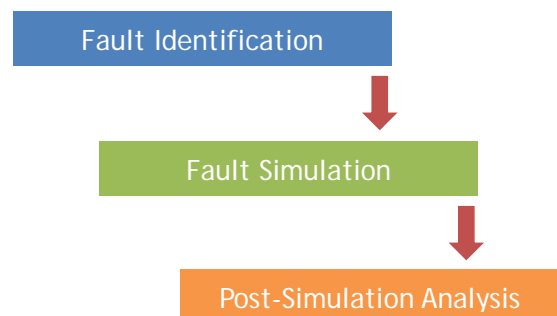 Fault Identification
Fault Simulation
Post-Simulation Analysis